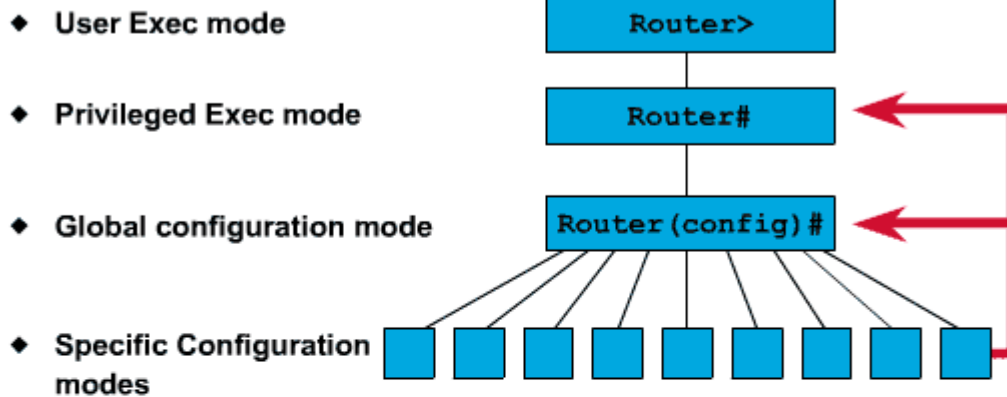 ◆ User Exec mode
Router>
◆ Privileged Exec mode
Router#
◆ Global configuration mode
Router(config)#
◆ Specific Configuration
modes